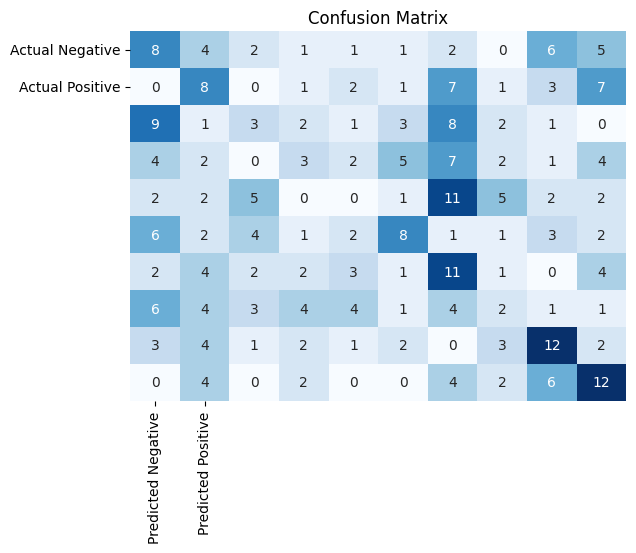 Confusion Matrix
Actual Negative 8 4 2 1 1 1 2 0 6 5
Actual Positive 0 8 0 1 2 1 7 1 3 7
9 1 3 2 1 3 8 2 1 0
4 2 0 3 2 5 7 2 1 4
2 2 5 0 0 1 11 5 2 2
6 2 4 1 2 8 1 1 3 2
2 4 2 2 3 1 11 1 0 4
6 4 3 4 4 1 4 2 1 1
3 4 1 2 1 2 0 3 12 2
0 4 0 2 0 0 4 2 6 12
Predicted Negative
Predicted Positive